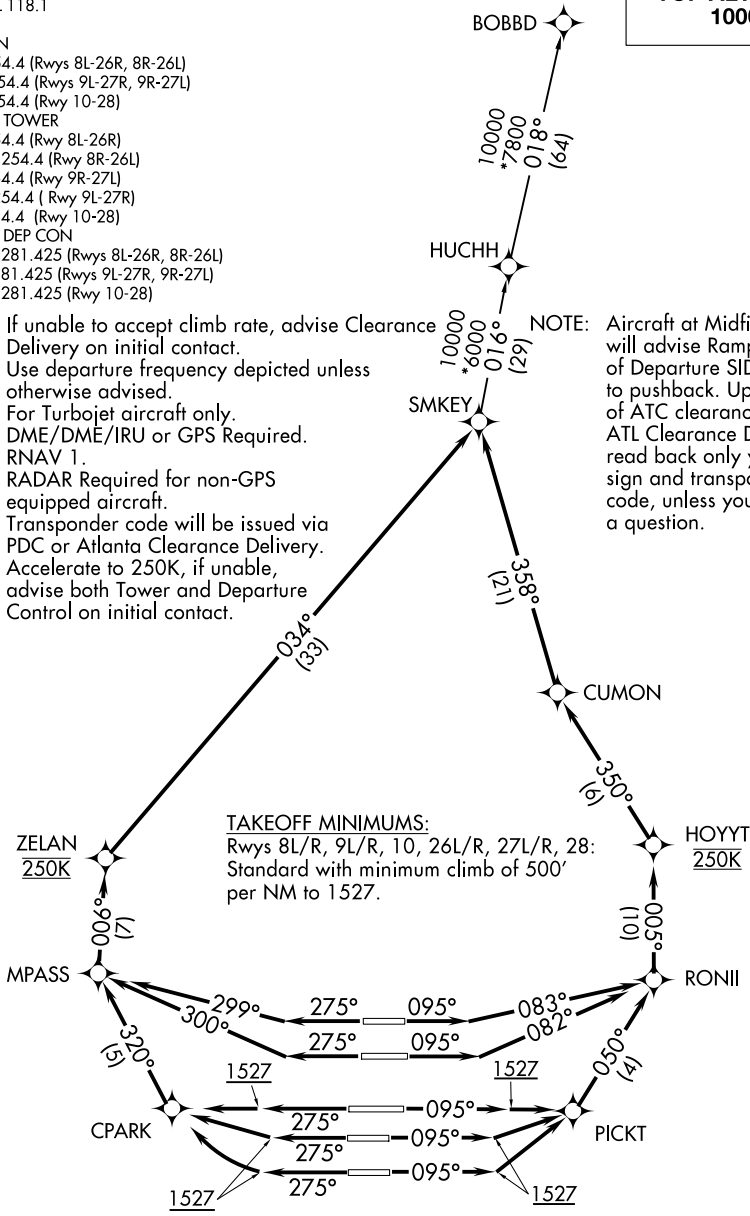 118.1
4.4 (Rwys 8L-26R, 8R-26L)
54.4 (Rwys 9L-27R, 9R-27L)
54.4 (Rwy 10-28)
TOWER
4.4 (Rwy 8L-26R)
254.4 (Rwy 8R-26L)
4.4 (Rwy 9R-27L)
54.4 ( Rwy 9L-27R)
4.4 (Rwy 10-28)
DEP CON
281.425 (Rwys 8L-26R, 8R-26L)
81.425 (Rwys 9L-27R, 9R-27L)
281.425 (Rwy 10-28)
100
BOBBD
10000
*7800
018°
(64)
HUCHH
10000
*6000
016°
(29)
SMKEY
If unable to accept climb rate, advise Clearance
Delivery on initial contact.
Use departure frequency depicted unless
otherwise advised.
For Turbojet aircraft only.
DME/DME/IRU or GPS Required.
RNAV 1.
RADAR Required for non-GPS
equipped aircraft.
Transponder code will be issued via
PDC or Atlanta Clearance Delivery.
Accelerate to 250K, if unable,
advise both Tower and Departure
Control on initial contact.
NOTE: Aircraft at Midfi
will advise Ramp
of Departure SID
to pushback. Up
of ATC clearanc
ATL Clearance D
read back only y
sign and transpo
code, unless you
a question.
034°
(33)
358°
(21)
CUMON
350°
(6)
ZELAN
250K
TAKEOFF MINIMUMS:
Rwys 8L/R, 9L/R, 10, 26L/R, 27L/R, 28:
Standard with minimum climb of 500'
per NM to 1527.
HOYYT
250K
006°
(7)
005°
(10)
MPASS
RONII
299° 275° 095° 083°
300° 275° 095° 082°
320°
(5)
050°
(4)
1527
1527
CPARK
275° 095°
PICKT
275° 095°
275° 095°
1527
1527